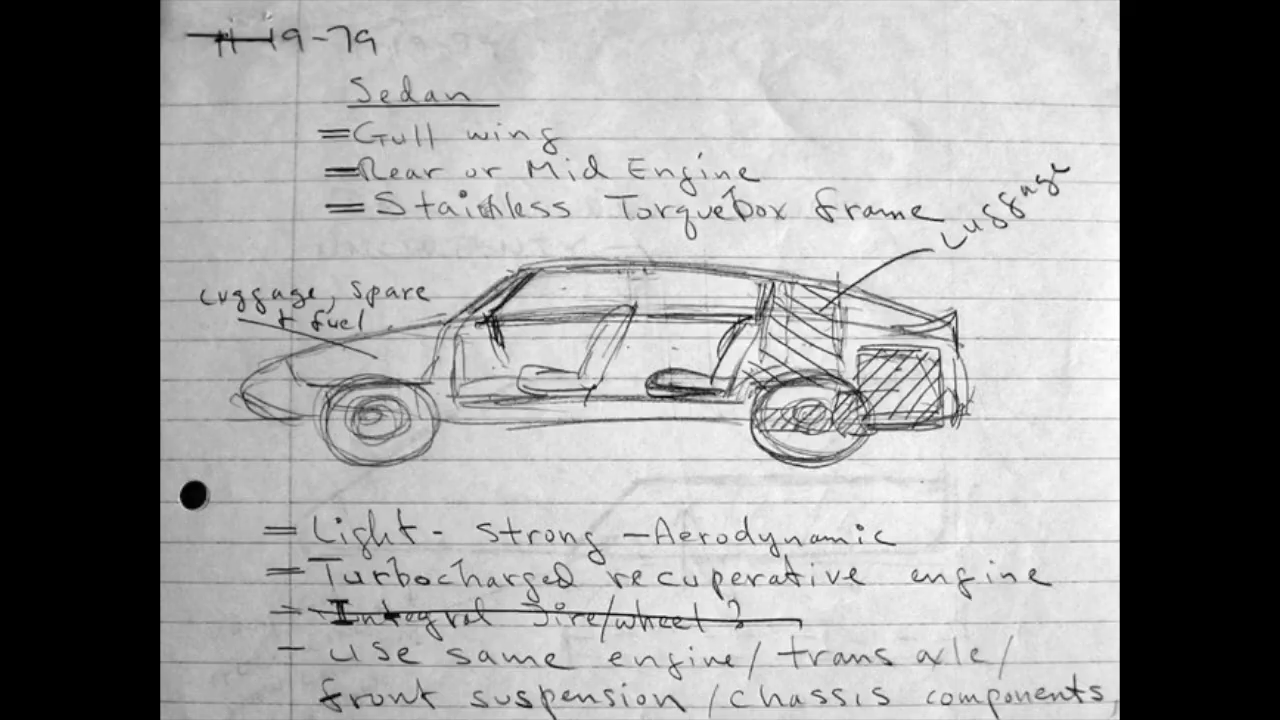 11-19-79
Sedan
= Gull wing
= Rear or Mid Engine
= Stainless Torquebox frame
Luggage
Luggage, spare
+ fuel
= Light - strong - Aerodynamic
= Turbocharged recuperative engine
- Integral Tire/wheel?
- use same engine/trans axle/
front suspension/chassis components,